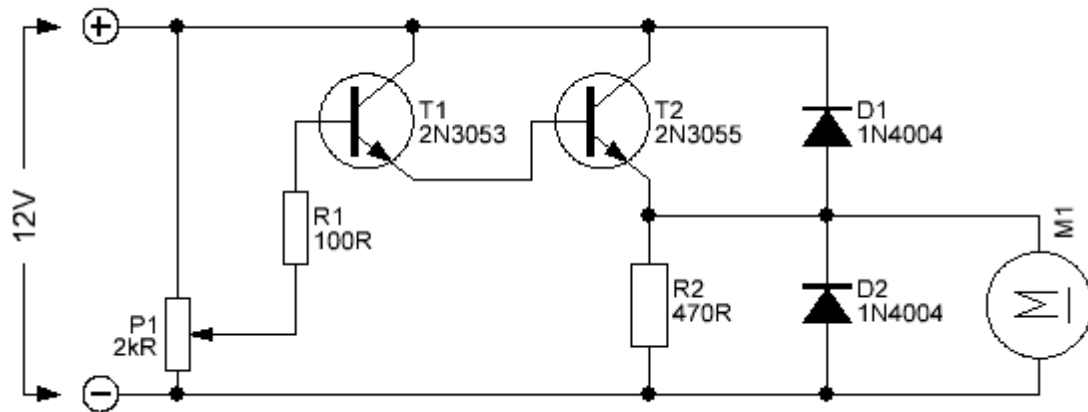 12V
+
T1
2N3053
T2
2N3055
D1
1N4004
R1
100R
M1
P1
2kR
R2
470R
D2
1N4004
M
−